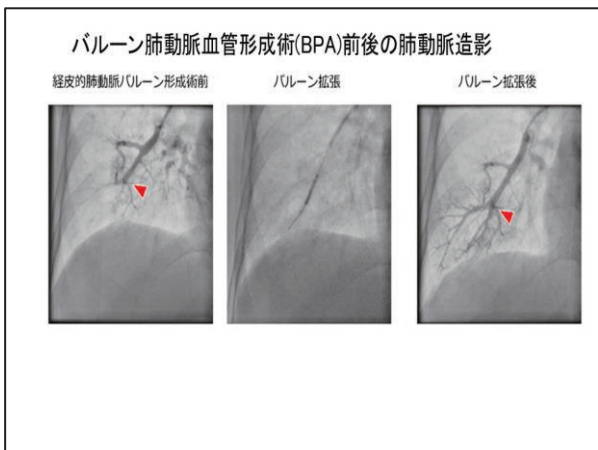 バルーン肺動脈血管形成術(BPA)前後の肺動脈造影
経皮的肺動脈バルーン形成術前
バルーン拡張
バルーン拡張後